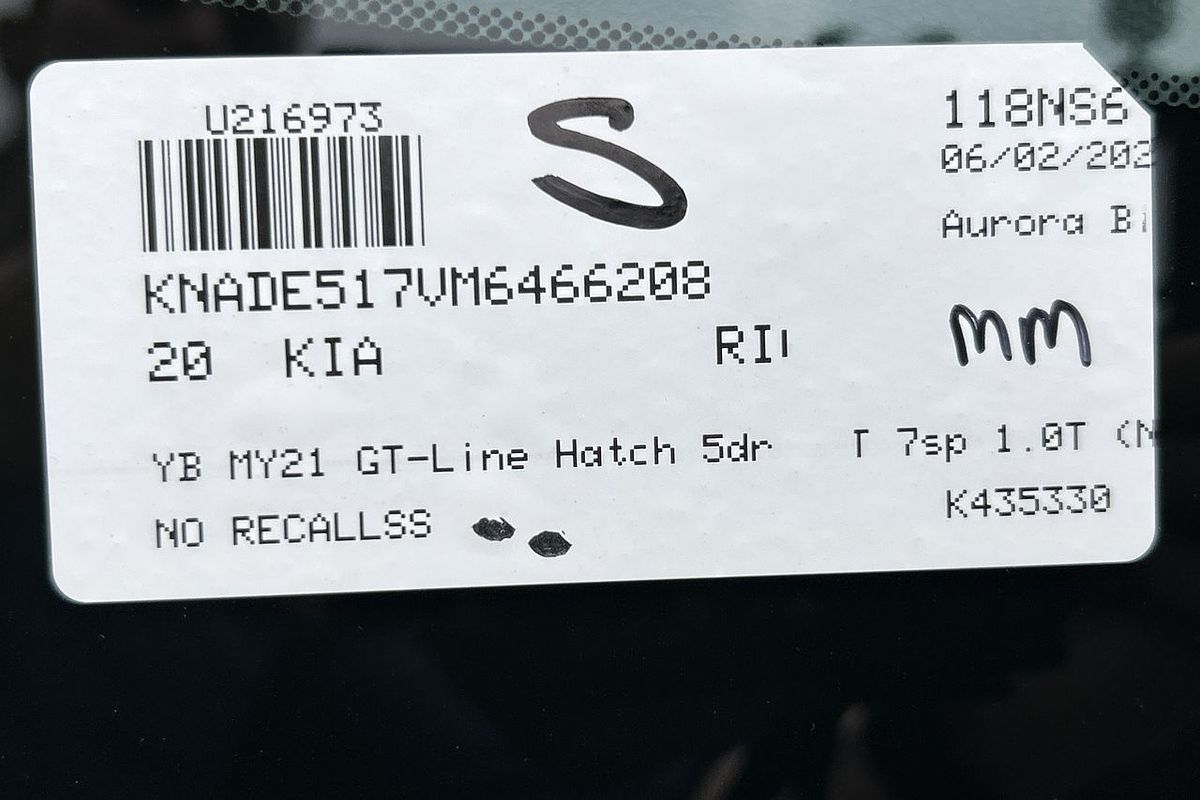 U216973
S
118NS6
06/02/202
KNADE517VM6466208
Aurora
20 KIA
mm
YB MY21 GT-Line Hatch 5dr 7sp 1.0T
NO RECALLSS
K435330